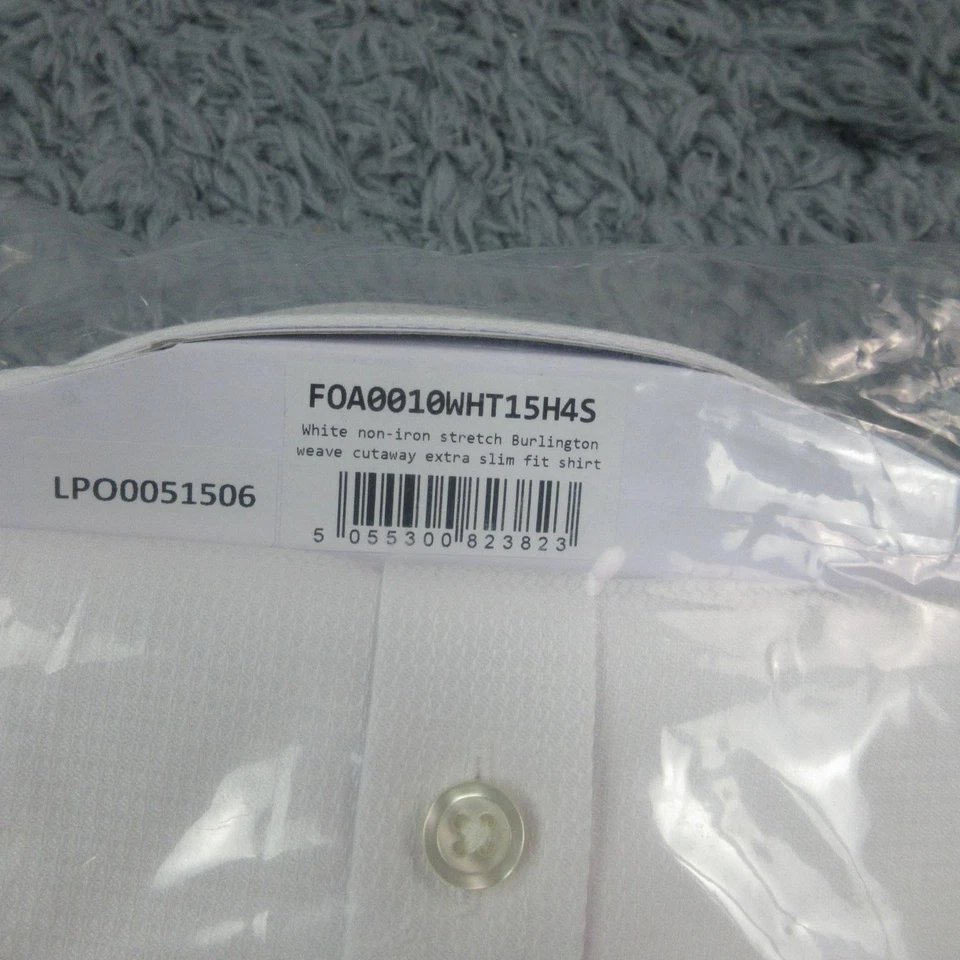 FOA0010WHT15H4S
White non-iron stretch Burlington
weave cutaway extra slim fit shirt
LPO0051506
5 055300 823823